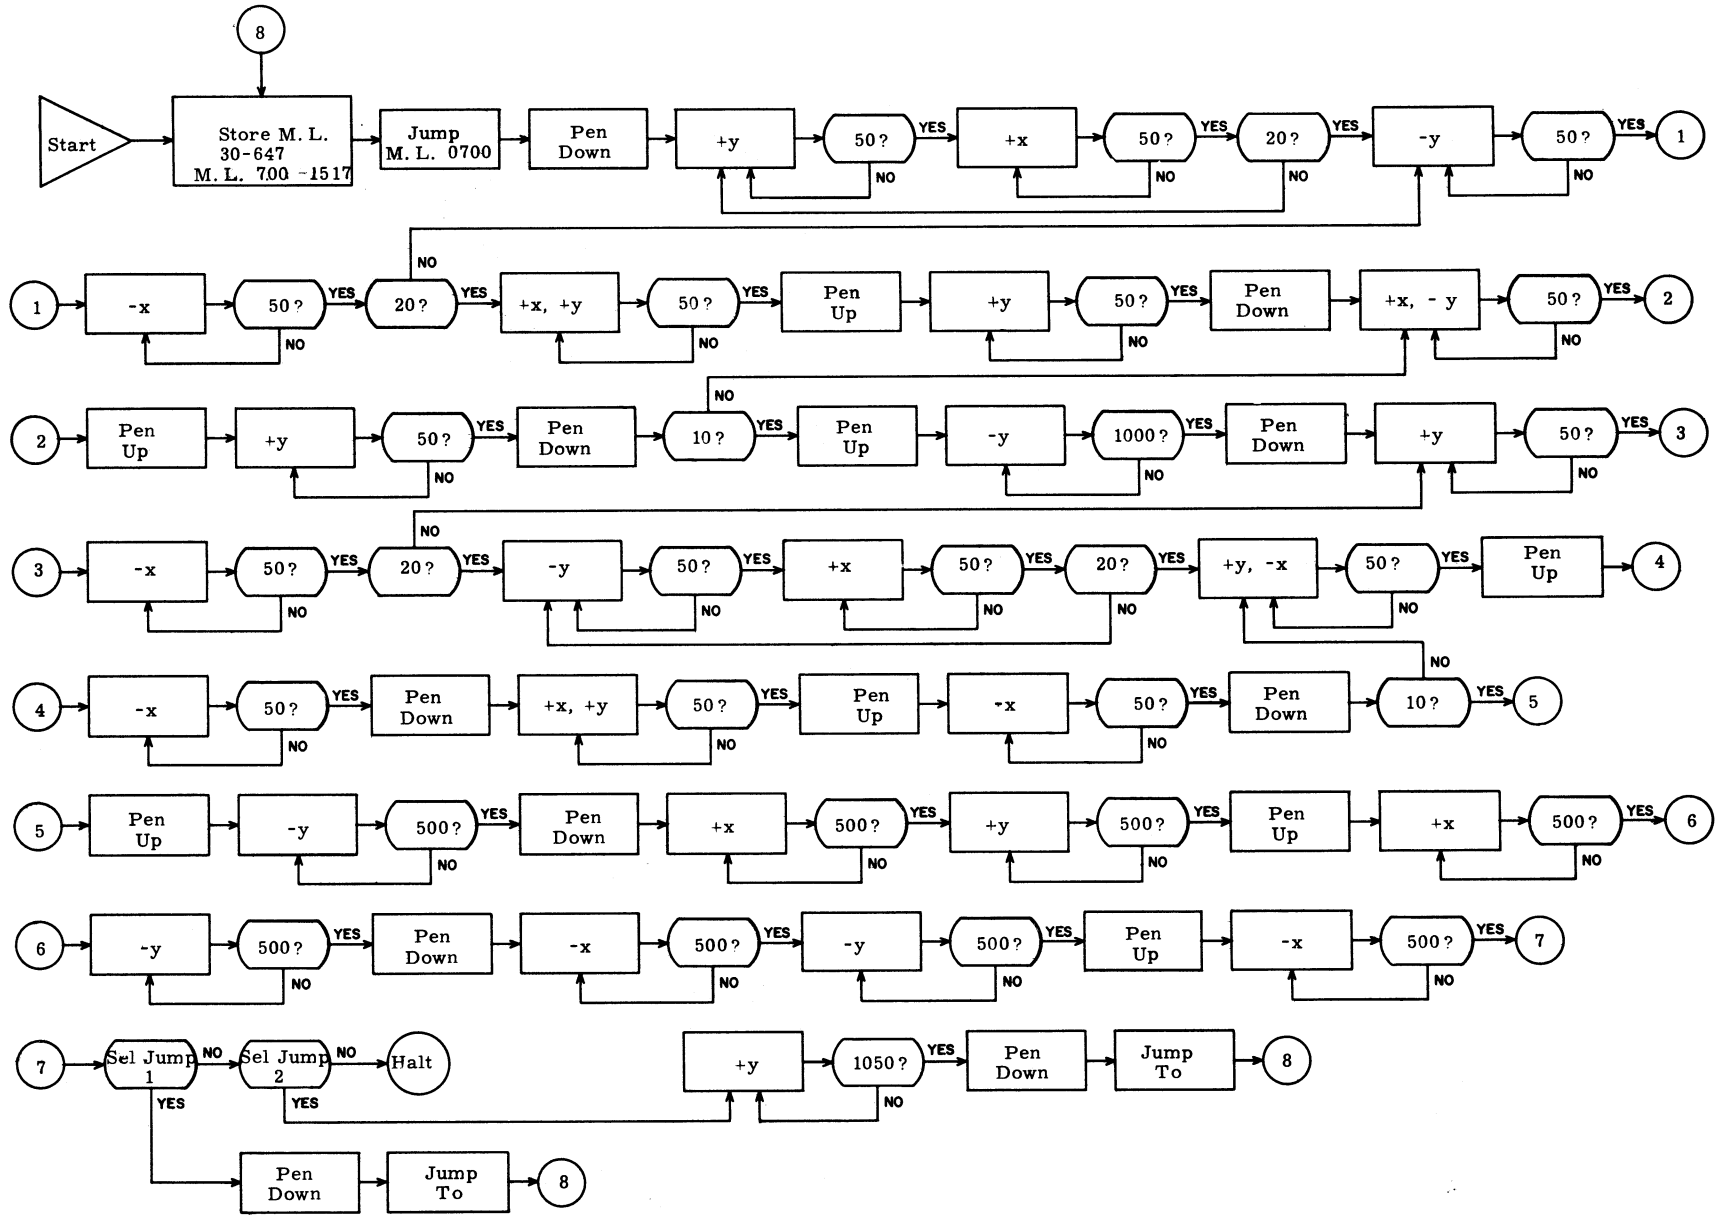 8
Start
Store M. L.
30-647
M. L. 700 -1517
Jump
M. L. 0700
Pen
Down
+y
50?
YES
NO
+x
50?
YES
NO
20?
YES
NO
-y
50?
YES
NO
1
1
-x
50?
YES
NO
20?
YES
NO
+x, +y
50?
YES
NO
Pen
Up
+y
50?
YES
NO
Pen
Down
+x, - y
50?
YES
NO
2
2
Pen
Up
+y
50?
YES
NO
Pen
Down
10?
YES
NO
Pen
Up
-y
1000?
YES
NO
Pen
Down
+y
50?
YES
NO
3
3
-x
50?
YES
NO
20?
YES
NO
-y
50?
YES
NO
+x
50?
YES
NO
20?
YES
NO
+y, -x
50?
YES
NO
Pen
Up
4
4
-x
50?
YES
NO
Pen
Down
+x, +y
50?
YES
NO
Pen
Up
-x
50?
YES
NO
Pen
Down
10?
YES
NO
5
5
Pen
Up
-y
500?
YES
NO
Pen
Down
+x
500?
YES
NO
+y
500?
YES
NO
Pen
Up
+x
500?
YES
NO
6
6
-y
500?
YES
NO
Pen
Down
-x
500?
YES
NO
-y
500?
YES
NO
Pen
Up
-x
500?
YES
NO
7
7
Sel Jump
1
NO
YES
Sel Jump
2
NO
YES
Halt
+y
1050?
YES
NO
Pen
Down
Jump
To
8
Pen
Down
Jump
To
8